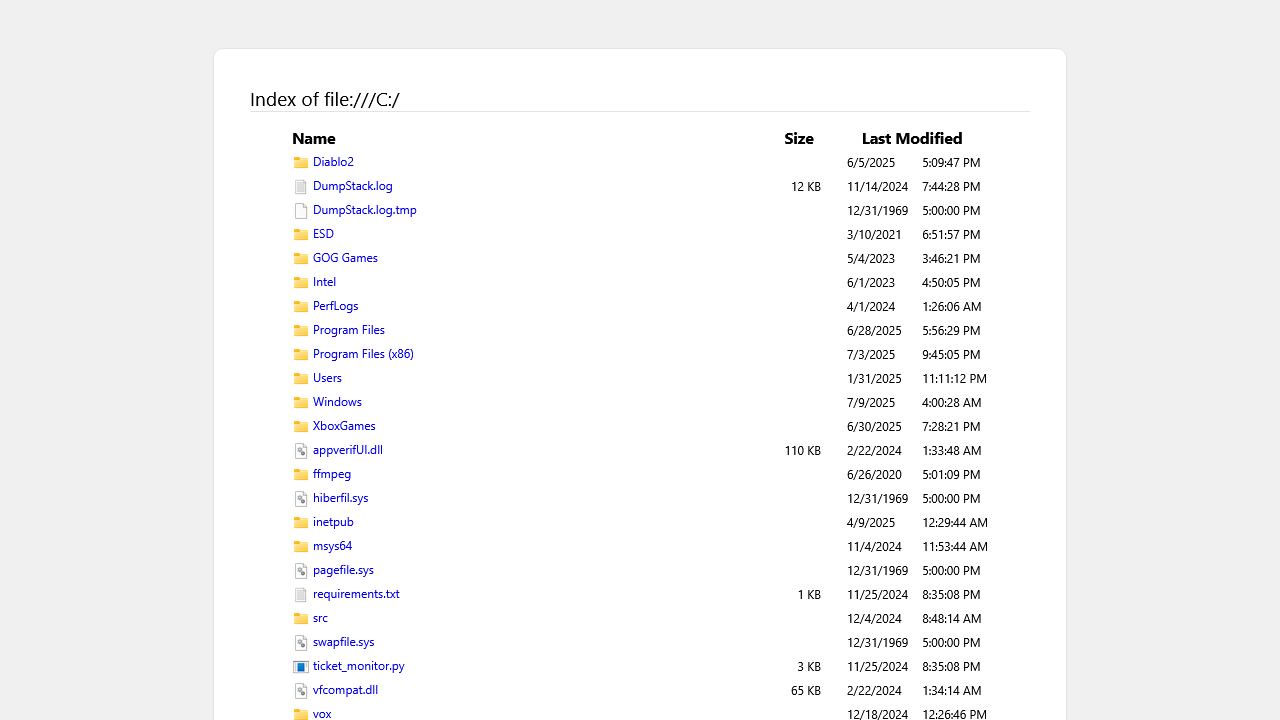 Index of file:///C:/
Name Size Last Modified
Diablo2 6/5/2025 5:09:47 PM
DumpStack.log 12 KB 11/14/2024 7:44:28 PM
DumpStack.log.tmp 12/31/1969 5:00:00 PM
ESD 3/10/2021 6:51:57 PM
GOG Games 5/4/2023 3:46:21 PM
Intel 6/1/2023 4:50:05 PM
PerfLogs 4/1/2024 1:26:06 AM
Program Files 6/28/2025 5:56:29 PM
Program Files (x86) 7/3/2025 9:45:05 PM
Users 1/31/2025 11:11:12 PM
Windows 7/9/2025 4:00:28 AM
XboxGames 6/30/2025 7:28:21 PM
appverifUI.dll 110 KB 2/22/2024 1:33:48 AM
ffmpeg 6/26/2020 5:01:09 PM
hiberfil.sys 12/31/1969 5:00:00 PM
inetpub 4/9/2025 12:29:44 AM
msys64 11/4/2024 11:53:44 AM
pagefile.sys 12/31/1969 5:00:00 PM
requirements.txt 1 KB 11/25/2024 8:35:08 PM
src 12/4/2024 8:48:14 AM
swapfile.sys 12/31/1969 5:00:00 PM
ticket_monitor.py 3 KB 11/25/2024 8:35:08 PM
vfcompat.dll 65 KB 2/22/2024 1:34:14 AM
vox 12/18/2024 12:26:46 PM